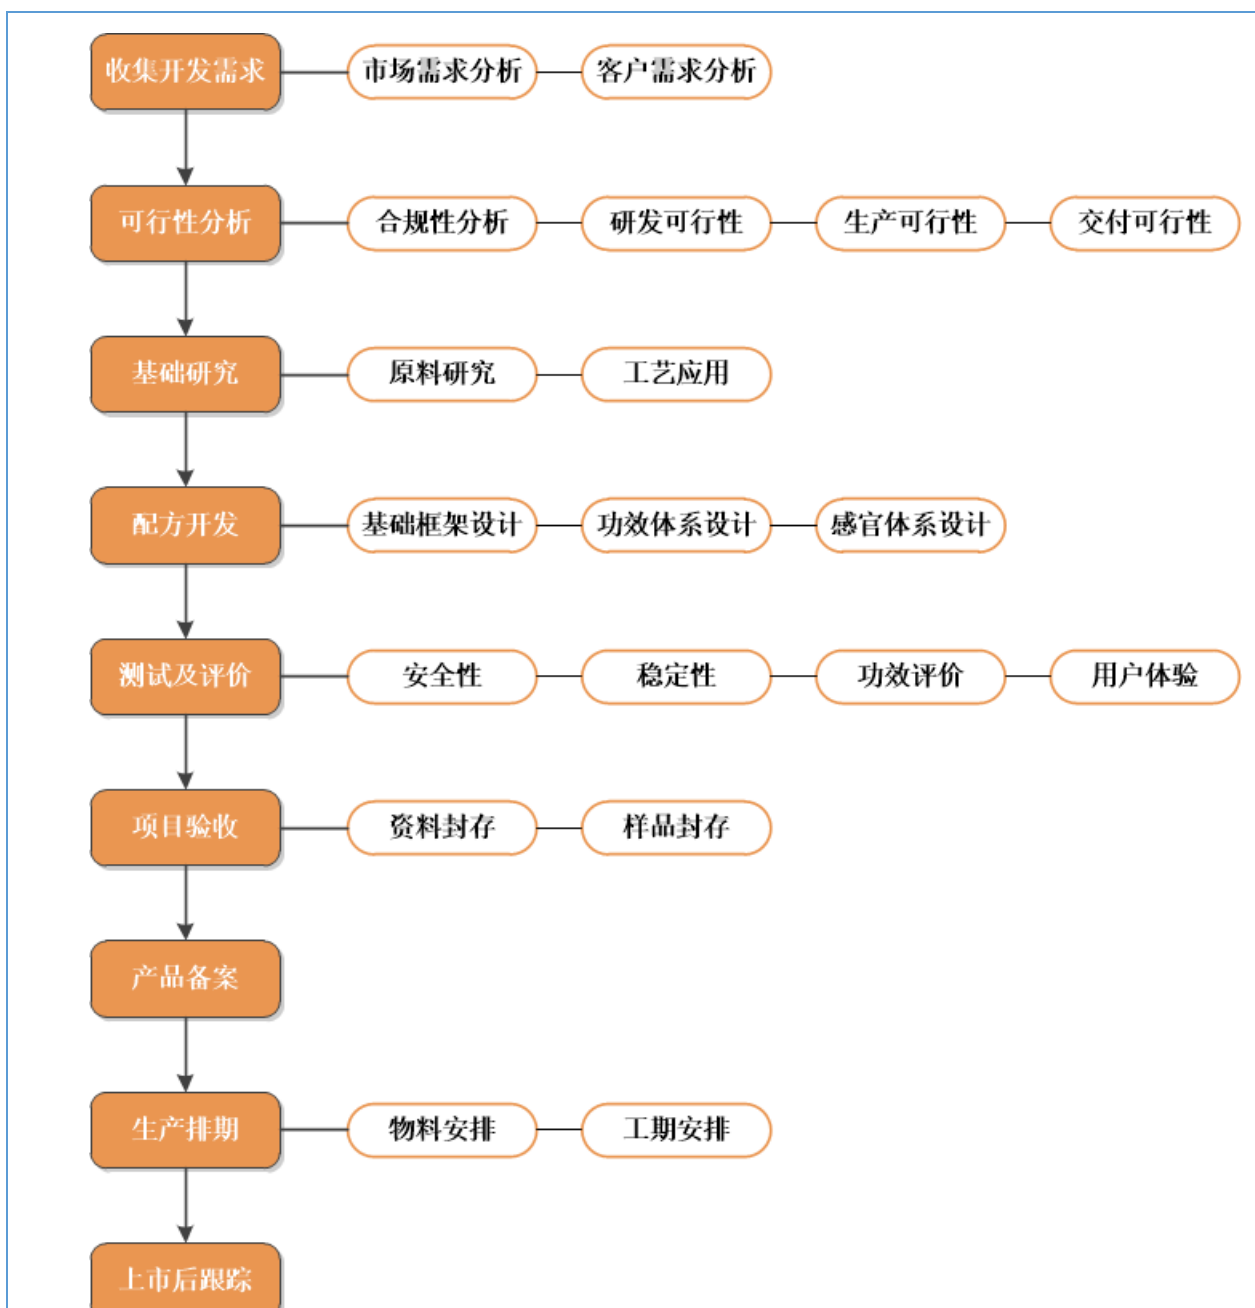 收集开发需求
市场需求分析
客户需求分析
可行性分析
合规性分析
研发可行性
生产可行性
交付可行性
基础研究
原料研究
工艺应用
配方开发
基础框架设计
功效体系设计
感官体系设计
测试及评价
安全性
稳定性
功效评价
用户体验
项目验收
资料封存
样品封存
产品备案
生产排期
物料安排
工期安排
上市后跟踪